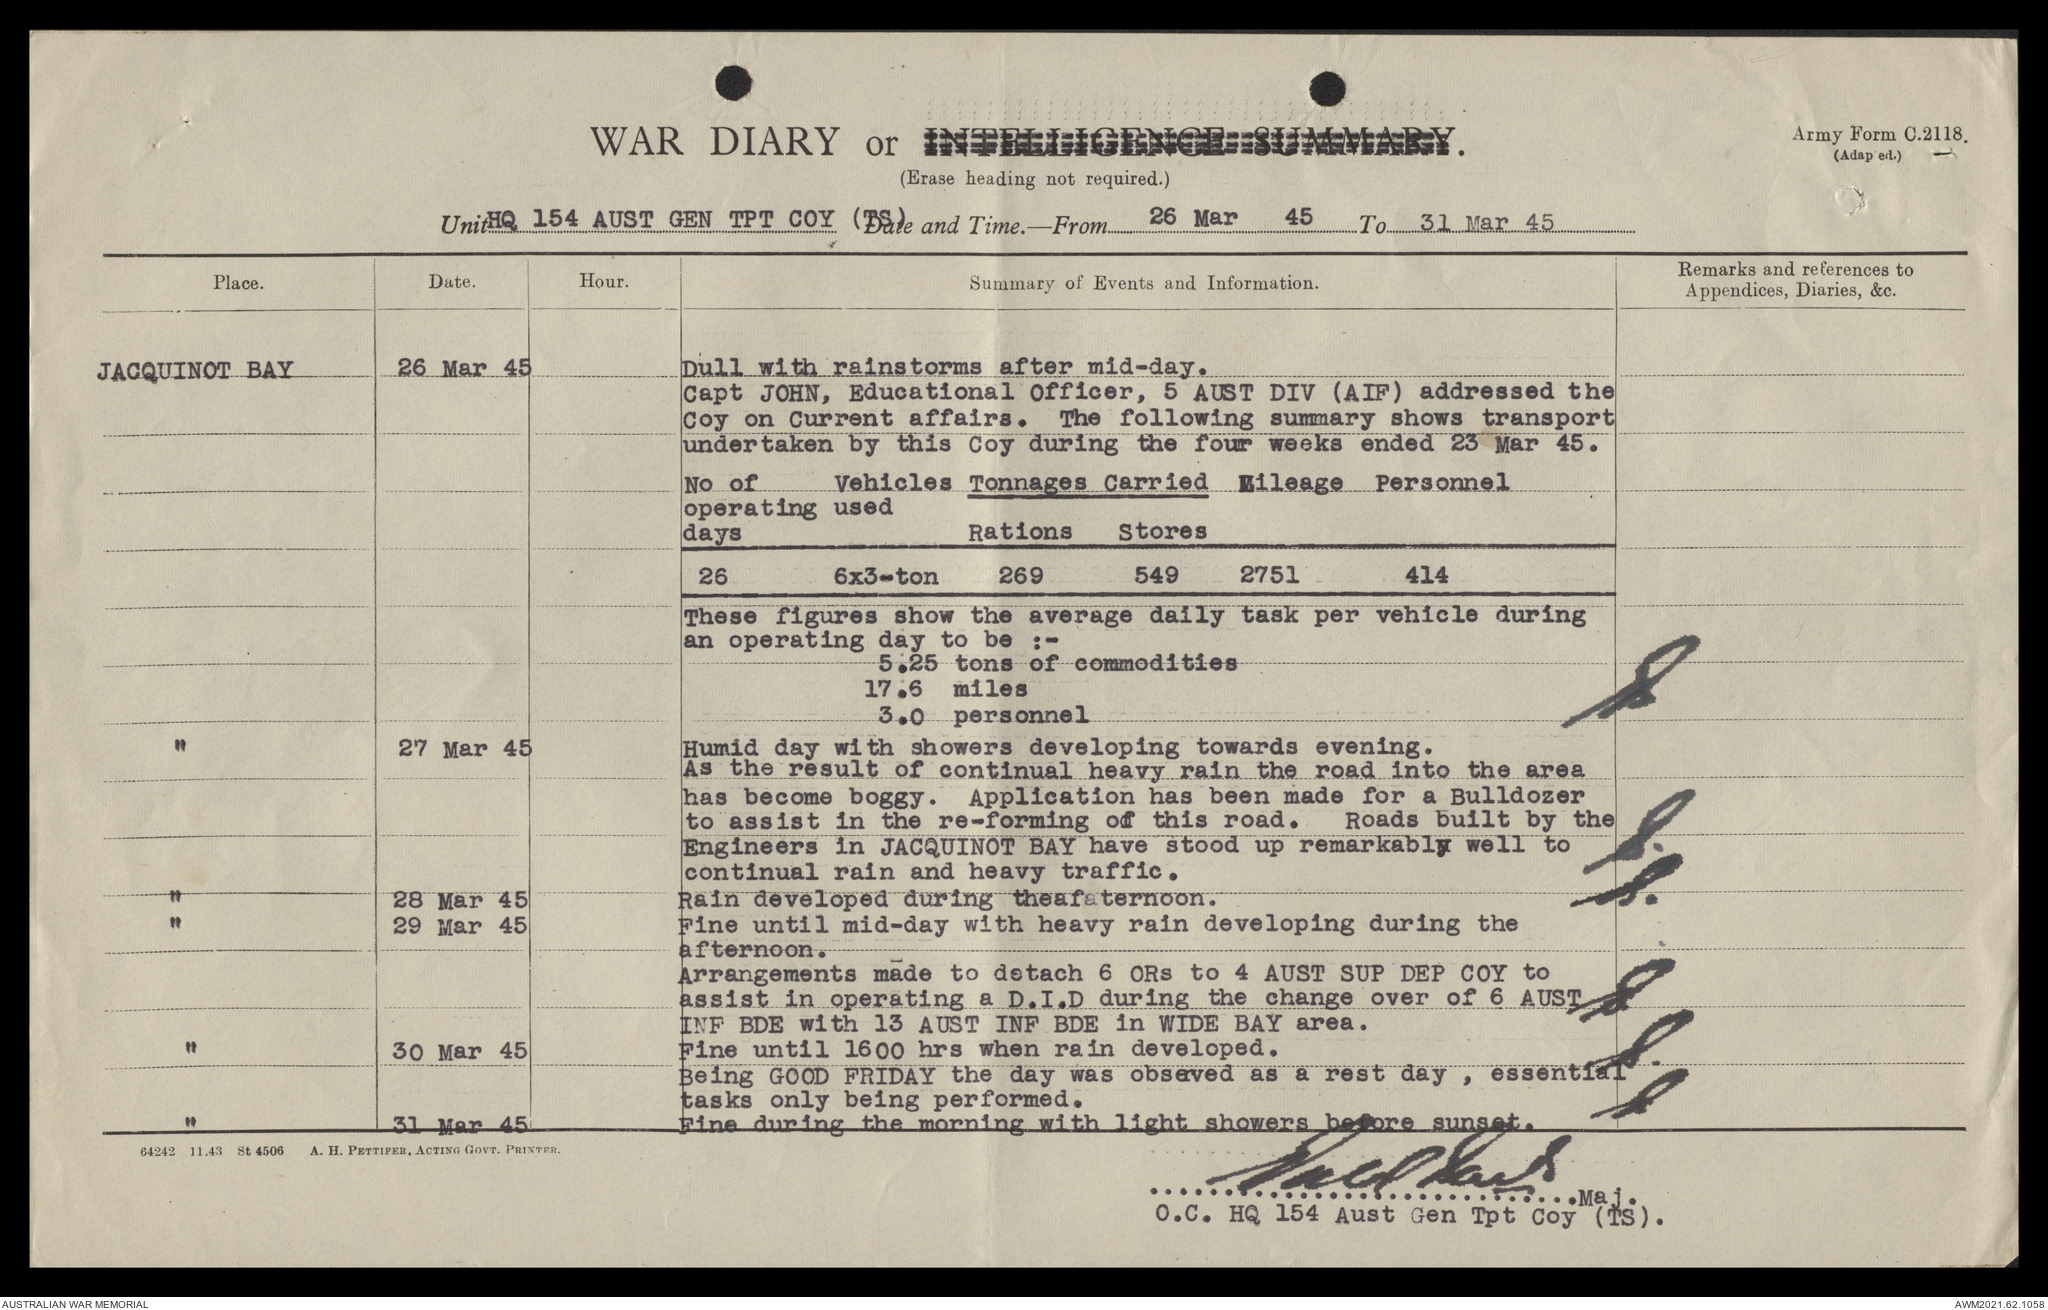 WAR DIARY or INTELLIGENCE SUMMARY.
Army Form C.2118.
(Adap ed.)
(Erase heading not required.)
Unit HQ 154 AUST GEN TPT COY (TS) Date and Time.—From 26 Mar 45 To 31 Mar 45
Place. Date. Hour. Summary of Events and Information. Remarks and references to
Appendices, Diaries, &c.
JACQUINOT BAY 26 Mar 45 Dull with rainstorms after mid-day.
Capt JOHN, Educational Officer, 5 AUST DIV (AIF) addressed the
Coy on Current affairs. The following summary shows transport
undertaken by this Coy during the four weeks ended 23 Mar 45.
No of Vehicles Tonnages Carried Mileage Personnel
operating used
days Rations Stores
26 6x3-ton 269 549 2751 414
These figures show the average daily task per vehicle during
an operating day to be :-
5.25 tons of commodities
17.6 miles
3.0 personnel
" 27 Mar 45 Humid day with showers developing towards evening.
As the result of continual heavy rain the road into the area
has become boggy. Application has been made for a Bulldozer
to assist in the re-forming of this road. Roads built by the
Engineers in JACQUINOT BAY have stood up remarkably well to
continual rain and heavy traffic.
" 28 Mar 45 Rain developed during theafaternoon.
" 29 Mar 45 Fine until mid-day with heavy rain developing during the
afternoon.
Arrangements made to detach 6 ORs to 4 AUST SUP DEP COY to
assist in operating a D.I.D during the change over of 6 AUST
INF BDE with 13 AUST INF BDE in WIDE BAY area.
" 30 Mar 45 Fine until 1600 hrs when rain developed.
Being GOOD FRIDAY the day was obseved as a rest day , essential
tasks only being performed.
" 31 Mar 45 Fine during the morning with light showers before sunset.
64242 11.43 St 4506 A. H. PETTIFER, ACTING GOVT. PRINTER.
Maj.
O.C. HQ 154 Aust Gen Tpt Coy (TS).
AUSTRALIAN WAR MEMORIAL AWM2021.62.1058